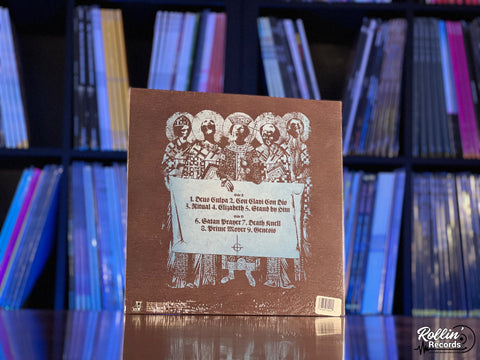 Side A
1. Deus Culpa 2. Con Clavi Con Dio
3. Ritual 4. Elizabeth 5. Stand by Him
Side B
6. Satan Prayer 7. Death Knell
8. Prime Mover 9. Genesis
Rollin'
Records